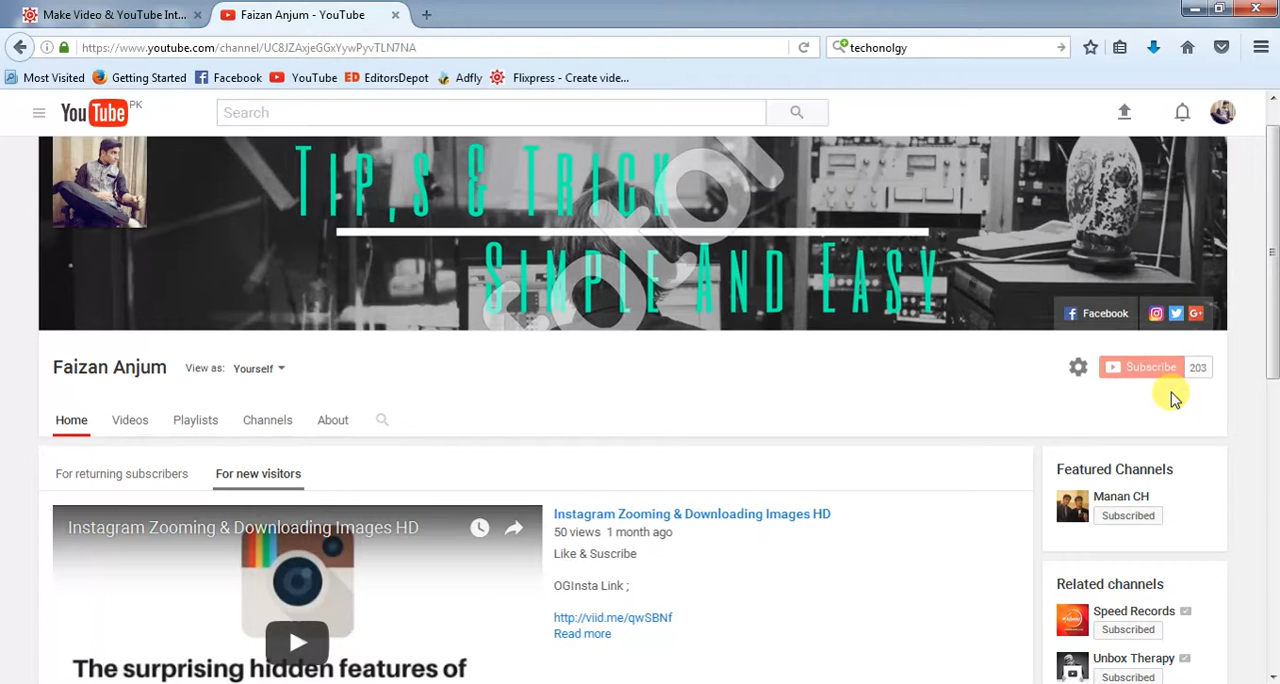 Make Video & YouTube Int...
Faizan Anjum - YouTube
https://www.youtube.com/channel/UC8JZAxjeGGxYywPyvTLN7NA
techonolgy
Most Visited
Getting Started
Facebook
YouTube
ED EditorsDepot
Adfly
Flixpress - Create vide...
YouTube PK
Search
Tip,s & Trick
Simple And Easy
Facebook
Faizan Anjum
View as: Yourself
Subscribe 203
Home Videos Playlists Channels About
For returning subscribers
For new visitors
Featured Channels
Manan CH
Subscribed
Instagram Zooming & Downloading Images HD
Instagram Zooming & Downloading Images HD
50 views 1 month ago
Like & Suscribe
OGInsta Link ;
http://viid.me/qwSBNf
Read more
The surprising hidden features of
Related channels
Speed Records
Subscribed
Unbox Therapy
Subscribed